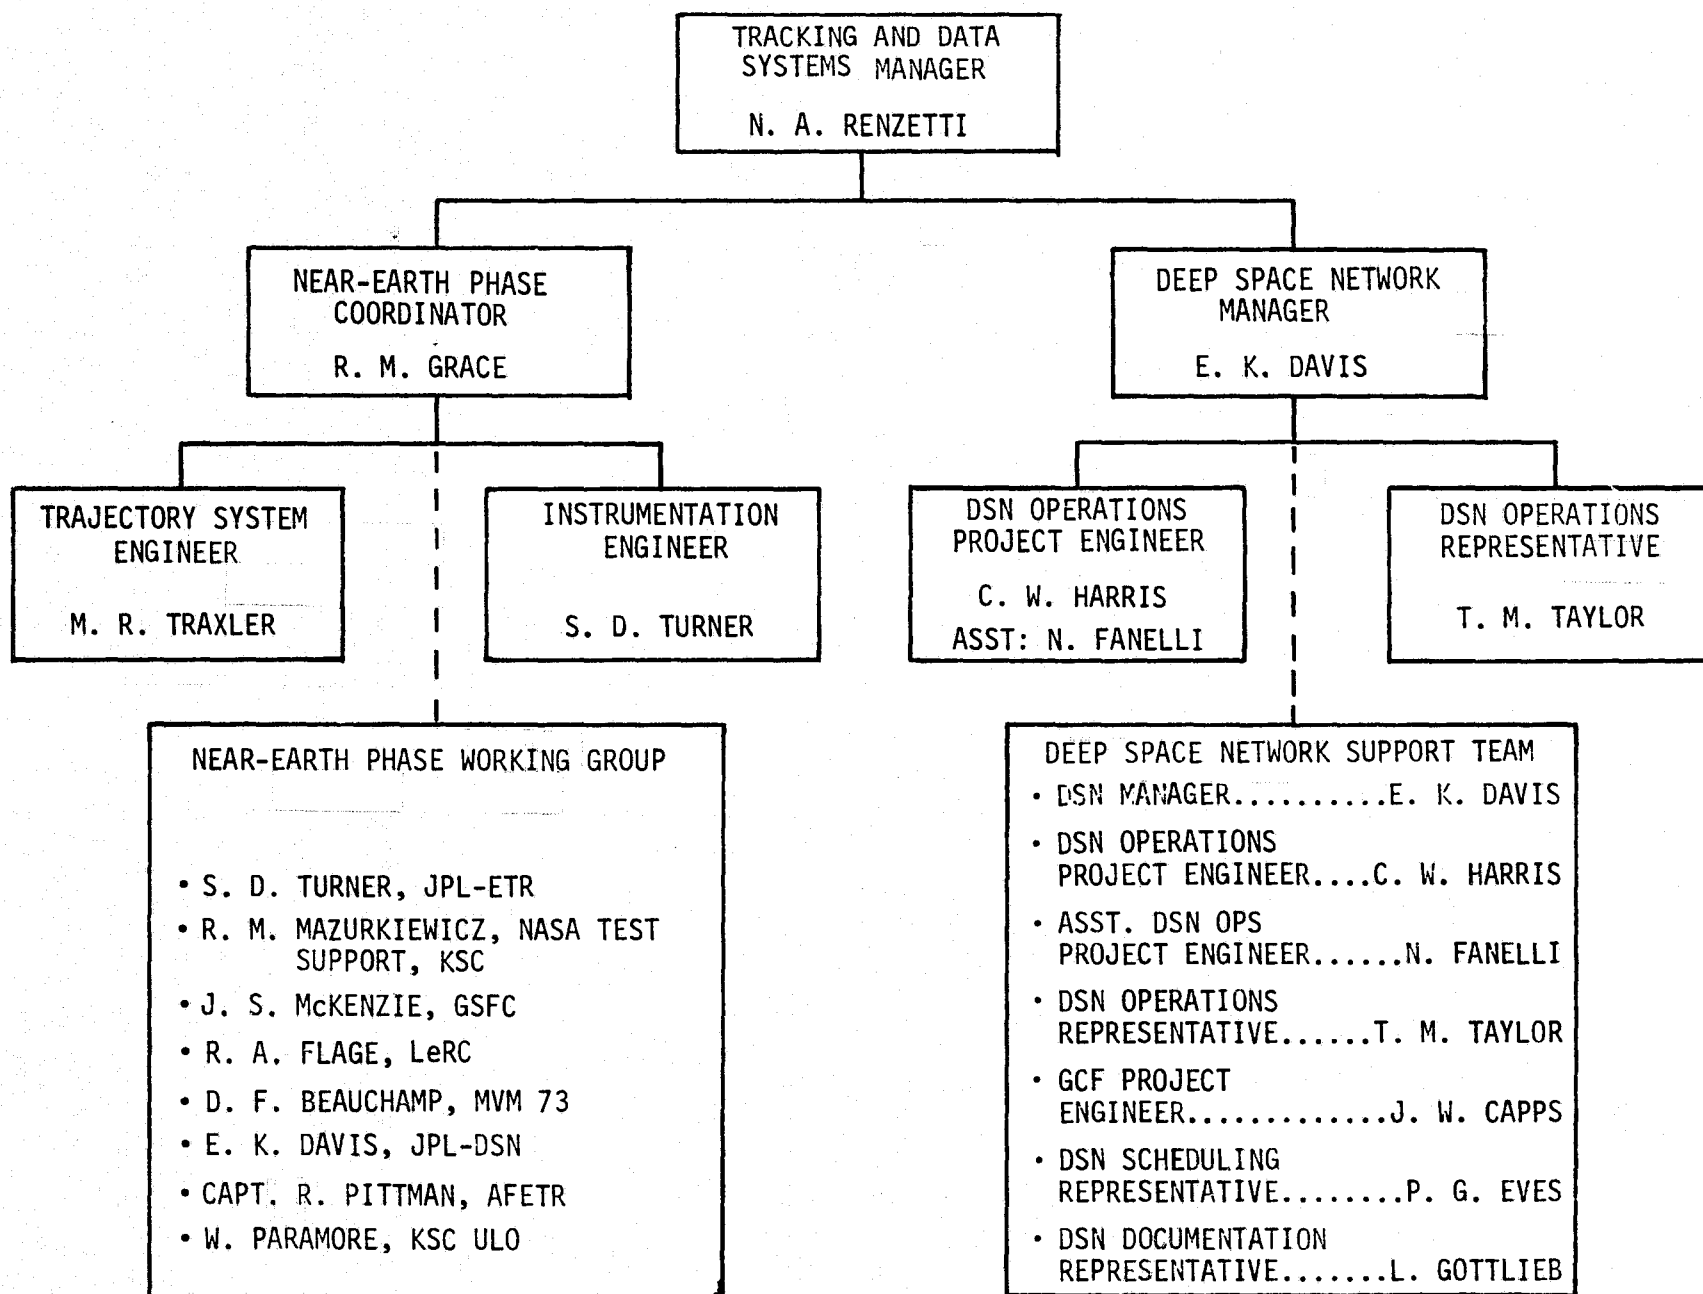 TRACKING AND DATA
SYSTEMS MANAGER
N. A. RENZETTI
NEAR-EARTH PHASE
COORDINATOR
R. M. GRACE
DEEP SPACE NETWORK
MANAGER
E. K. DAVIS
TRAJECTORY SYSTEM
ENGINEER
M. R. TRAXLER
INSTRUMENTATION
ENGINEER
S. D. TURNER
DSN OPERATIONS
PROJECT ENGINEER
C. W. HARRIS
ASST: N. FANELLI
DSN OPERATIONS
REPRESENTATIVE
T. M. TAYLOR
NEAR-EARTH PHASE WORKING GROUP
• S. D. TURNER, JPL-ETR
• R. M. MAZURKIEWICZ, NASA TEST
SUPPORT, KSC
• J. S. McKENZIE, GSFC
• R. A. FLAGE, LeRC
• D. F. BEAUCHAMP, MVM 73
• E. K. DAVIS, JPL-DSN
• CAPT. R. PITTMAN, AFETR
• W. PARAMORE, KSC ULO
DEEP SPACE NETWORK SUPPORT TEAM
• DSN MANAGER..........E. K. DAVIS
• DSN OPERATIONS
PROJECT ENGINEER....C. W. HARRIS
• ASST. DSN OPS
PROJECT ENGINEER......N. FANELLI
• DSN OPERATIONS
REPRESENTATIVE......T. M. TAYLOR
• GCF PROJECT
ENGINEER.............J. W. CAPPS
• DSN SCHEDULING
REPRESENTATIVE........P. G. EVES
• DSN DOCUMENTATION
REPRESENTATIVE.......L. GOTTLIEB